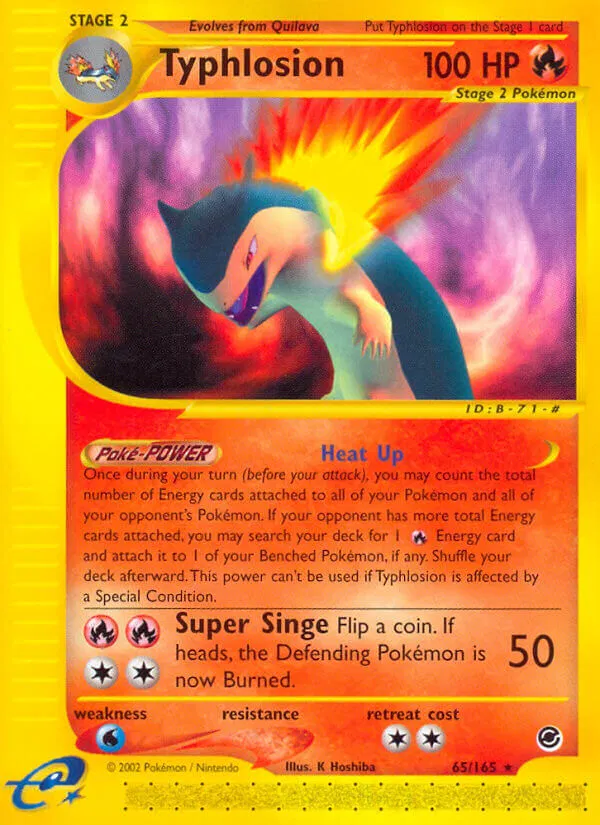 STAGE 2 Evolves from Quilava Put Typhlosion on the Stage 1 card
Typhlosion 100 HP
Stage 2 Pokémon
ID:B-71-#
Poké-POWER Heat Up
Once during your turn (before your attack), you may count the total
number of Energy cards attached to all of your Pokémon and all of
your opponent's Pokémon. If your opponent has more total Energy
cards attached, you may search your deck for 1 Energy card
and attach it to 1 of your Benched Pokémon, if any. Shuffle your
deck afterward. This power can't be used if Typhlosion is affected by
a Special Condition.
Super Singe Flip a coin. If
heads, the Defending Pokémon is 50
now Burned.
weakness resistance retreat cost
© 2002 Pokémon / Nintendo Illus. K Hoshiba 65/165 ★
e